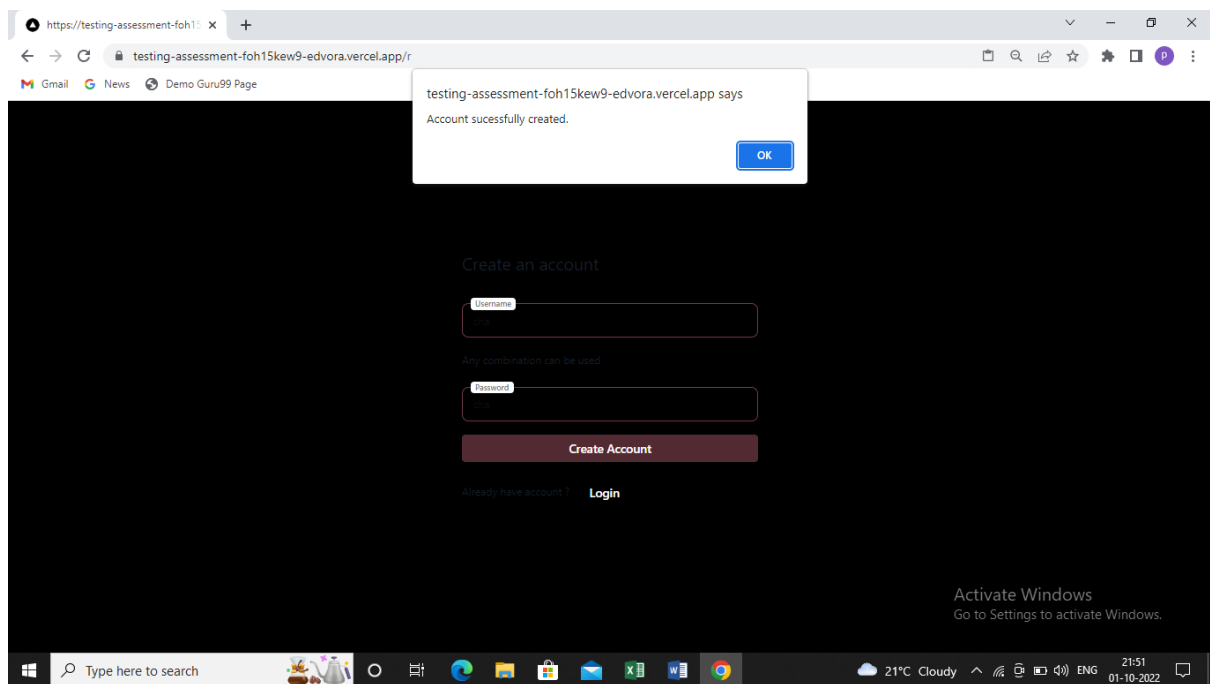 https://testing-assessment-foh15
testing-assessment-foh15kew9-edvora.vercel.app/r
P
Gmail
News
Demo Guru99 Page
testing-assessment-foh15kew9-edvora.vercel.app says
Account sucessfully created.
OK
Create an account
Username
Any combination can be used
Password
Create Account
Already have account ? Login
Activate Windows
Go to Settings to activate Windows.
Type here to search
21°C Cloudy
ENG
21:51
01-10-2022